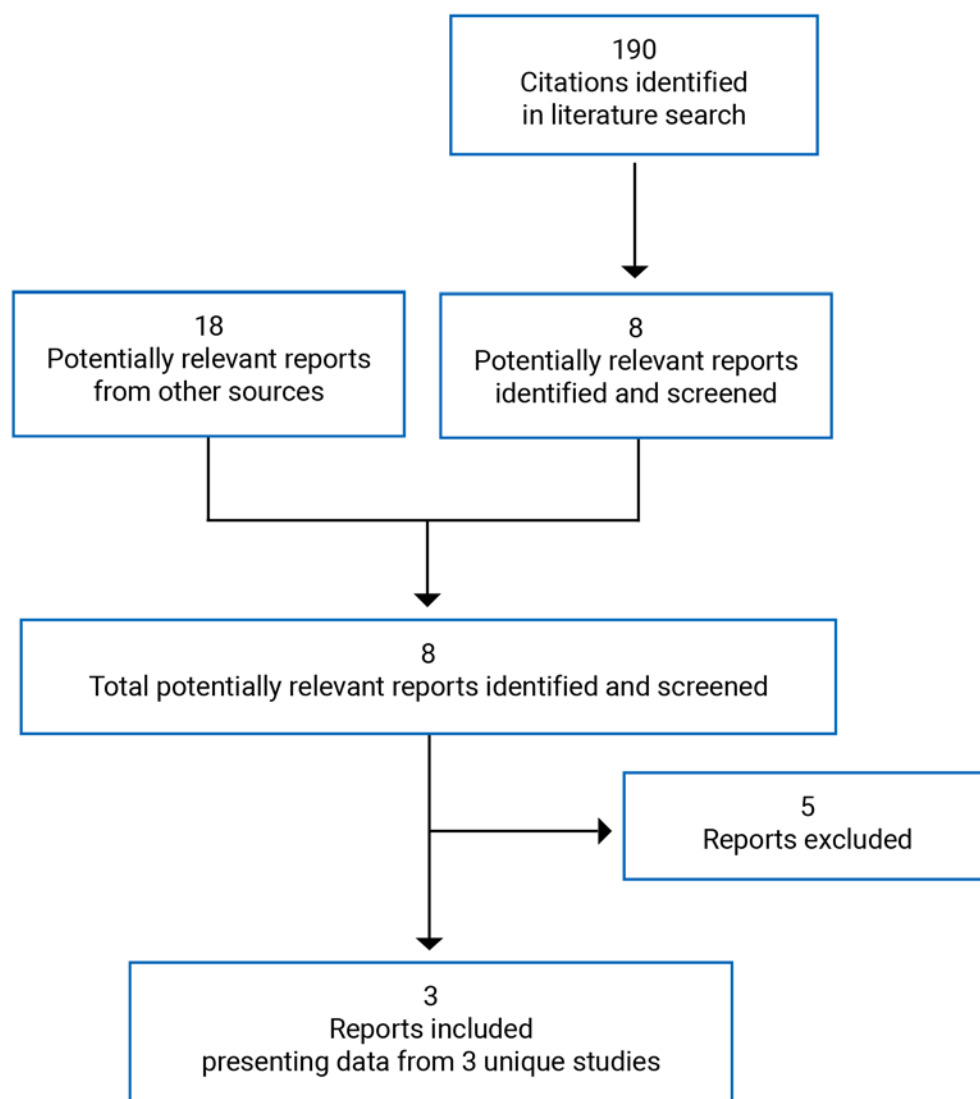 190
Citations identified
in literature search
18
Potentially relevant reports
from other sources
8
Potentially relevant reports
identified and screened
8
Total potentially relevant reports identified and screened
5
Reports excluded
3
Reports included
presenting data from 3 unique studies